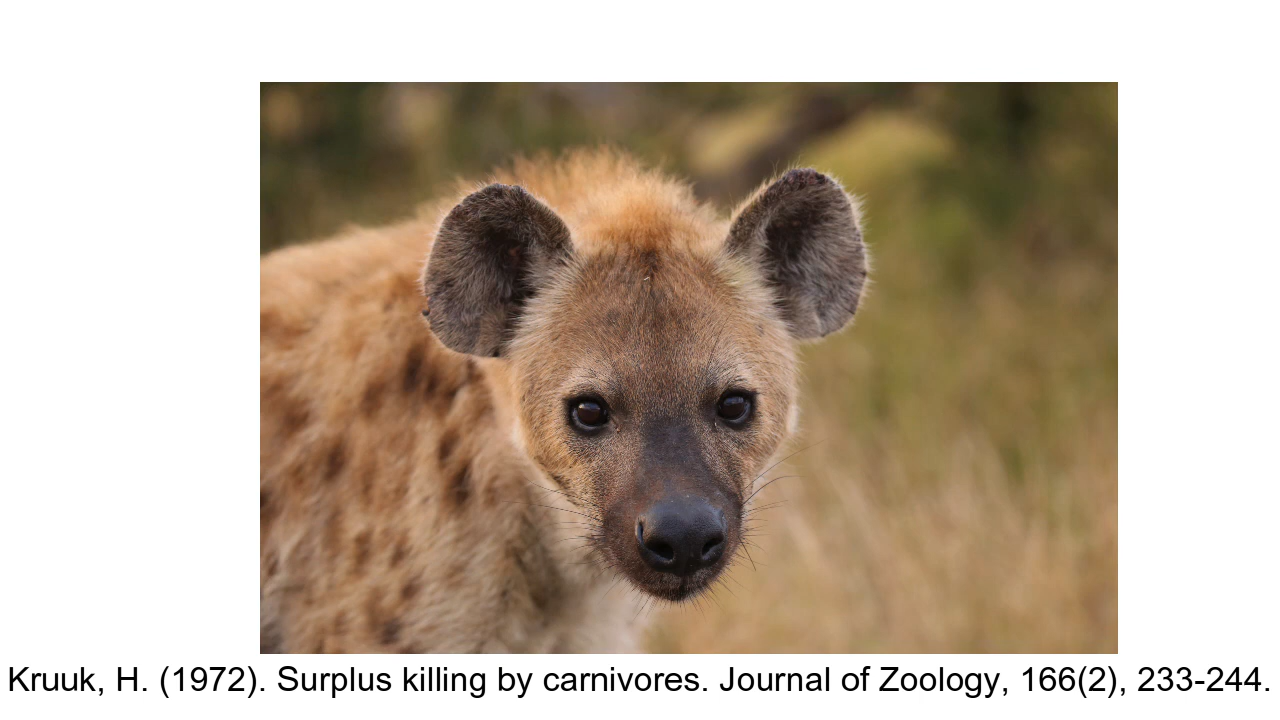 Kruuk, H. (1972). Surplus killing by carnivores. Journal of Zoology, 166(2), 233-244.